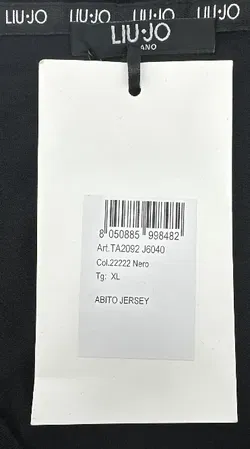 LIU·JO LIU·JO LIU·JO LIU·JO
LIU·JO
ANO
8 050885 998482
Art.TA2092 J6040
Col.22222 Nero
Tg: XL
ABITO JERSEY